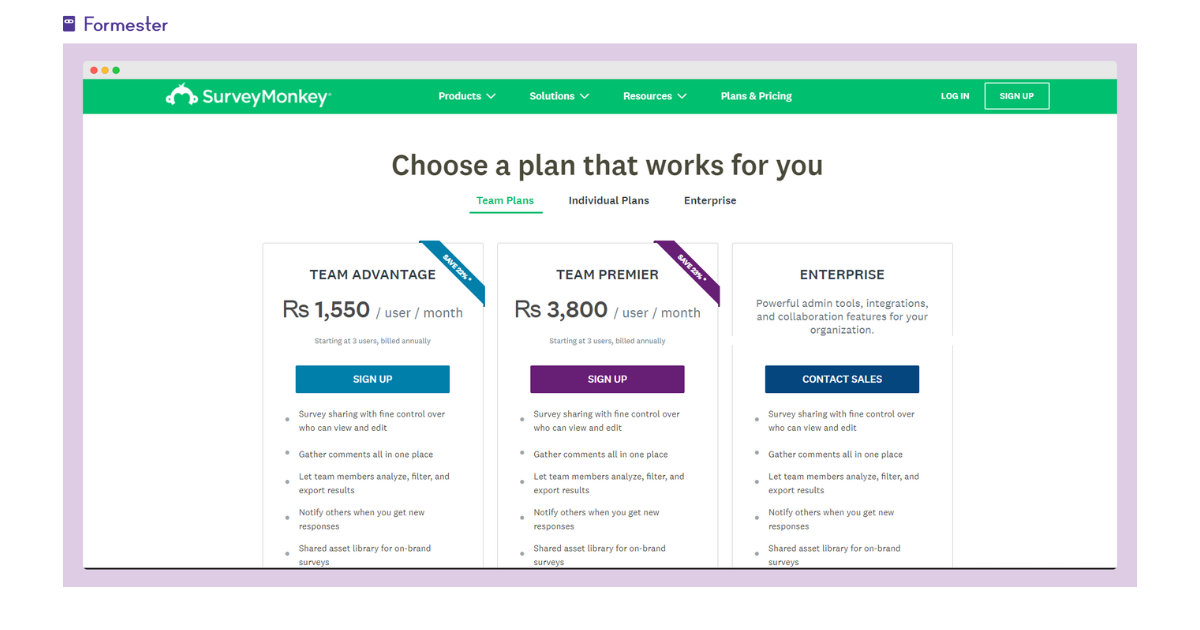 Formester
SurveyMonkey
Products
Solutions
Resources
Plans & Pricing
LOG IN
SIGN UP
Choose a plan that works for you
Team Plans
Individual Plans
Enterprise
SAVE 22% *
TEAM ADVANTAGE
Rs 1,550 / user / month
Starting at 3 users, billed annually
SIGN UP
Survey sharing with fine control over
who can view and edit
Gather comments all in one place
Let team members analyze, filter, and
export results
Notify others when you get new
responses
Shared asset library for on-brand
surveys
SAVE 23% *
TEAM PREMIER
Rs 3,800 / user / month
Starting at 3 users, billed annually
SIGN UP
Survey sharing with fine control over
who can view and edit
Gather comments all in one place
Let team members analyze, filter, and
export results
Notify others when you get new
responses
Shared asset library for on-brand
surveys
ENTERPRISE
Powerful admin tools, integrations,
and collaboration features for your
organization.
CONTACT SALES
Survey sharing with fine control over
who can view and edit
Gather comments all in one place
Let team members analyze, filter, and
export results
Notify others when you get new
responses
Shared asset library for on-brand
surveys